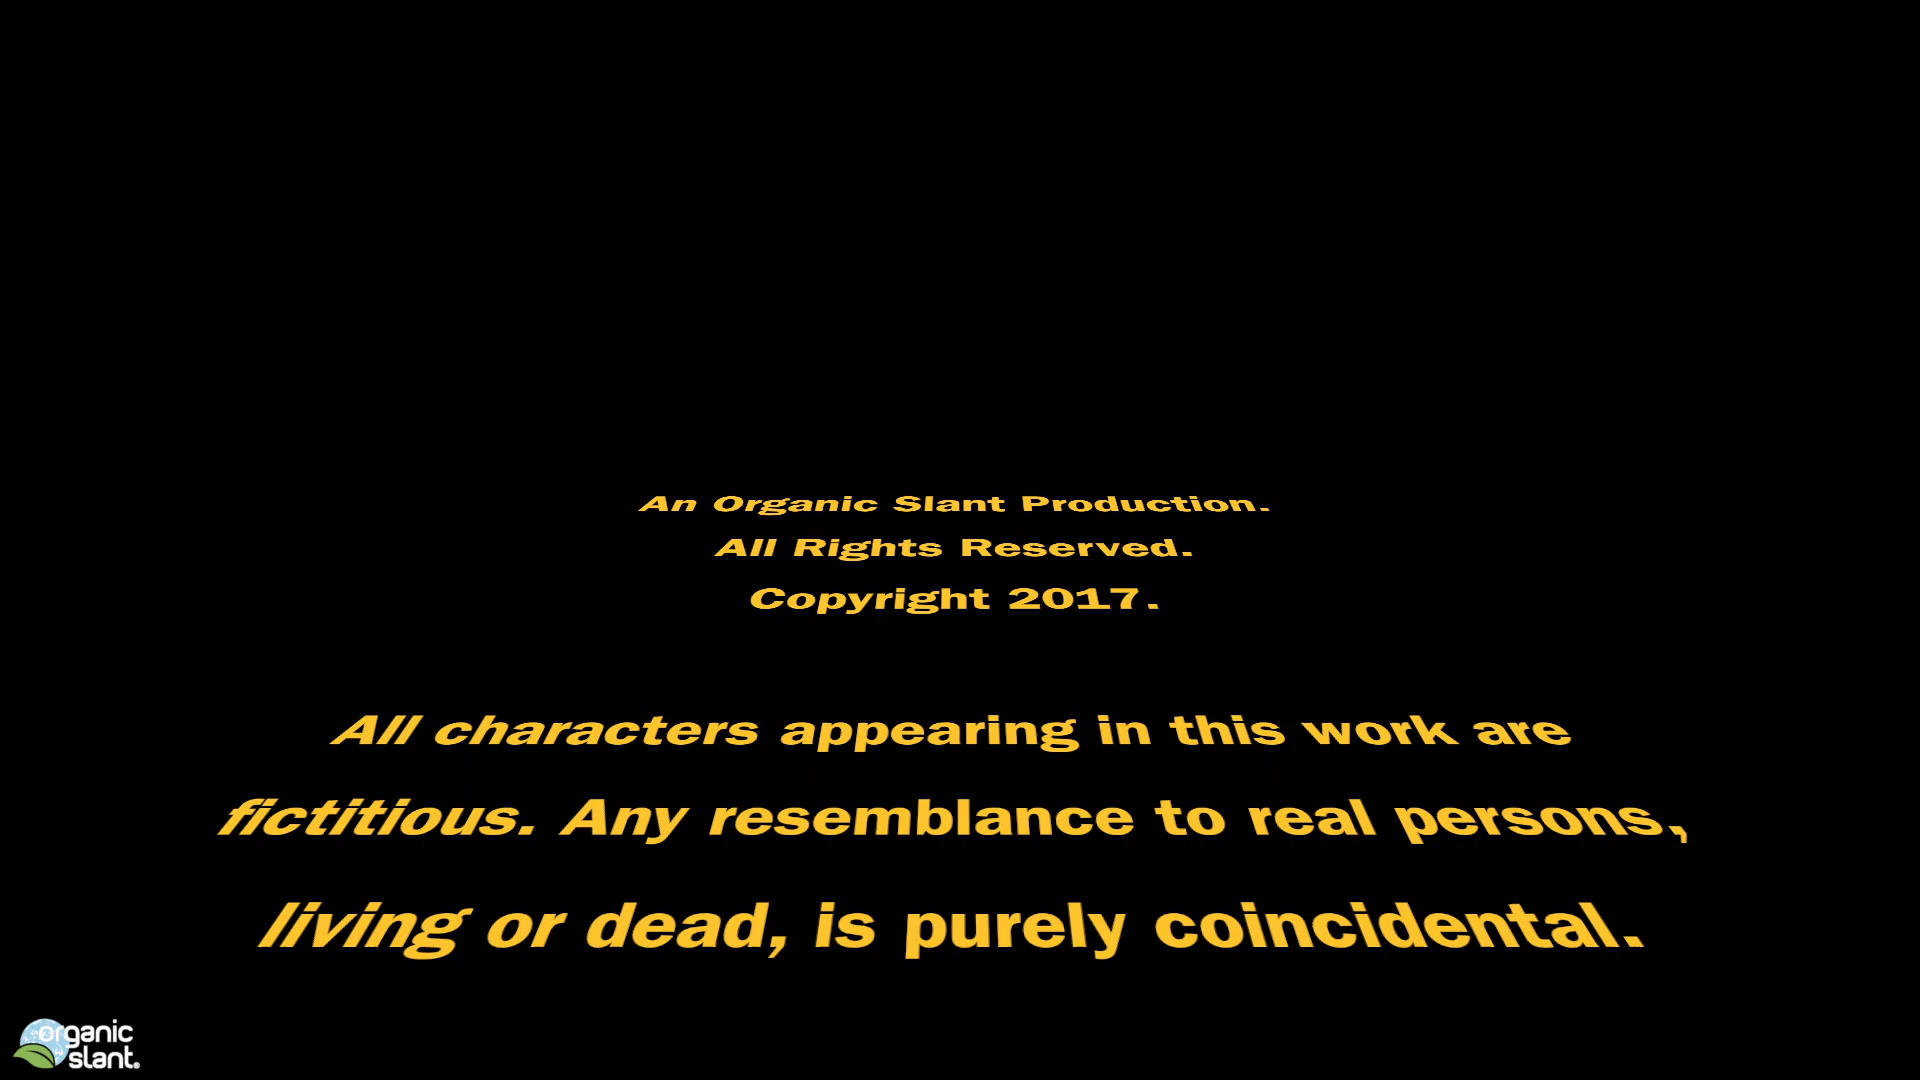 An Organic Slant Production.
All Rights Reserved.
Copyright 2017.
All characters appearing in this work are
fictitious. Any resemblance to real persons,
living or dead, is purely coincidental.
organic
slant.